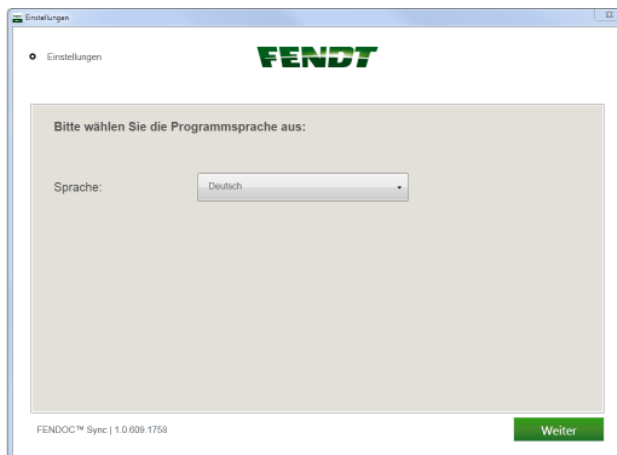 Einstellungen
Einstellungen
FENDT
Bitte wählen Sie die Programmsprache aus:
Sprache:
Deutsch
FENDOC™ Sync | 1.0.609.1758
Weiter